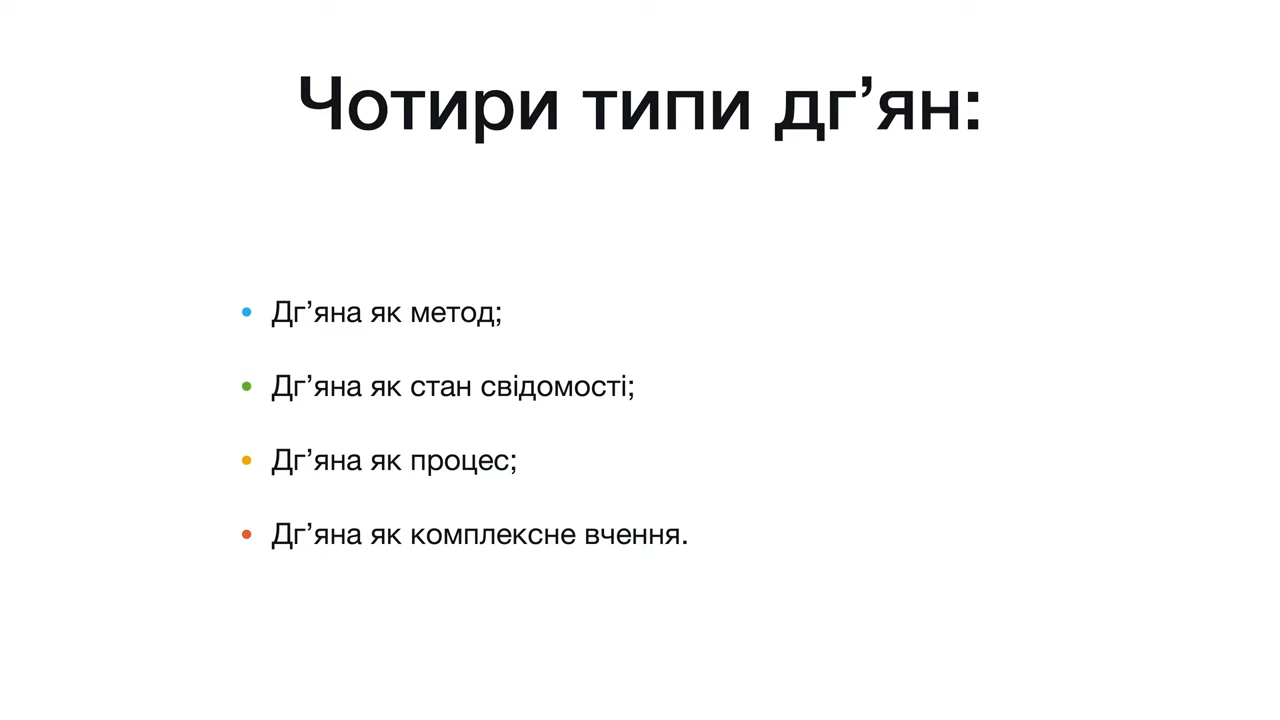 Чотири типи дг’ян:
• Дг’яна як метод;
• Дг’яна як стан свідомості;
• Дг’яна як процес;
• Дг’яна як комплексне вчення.